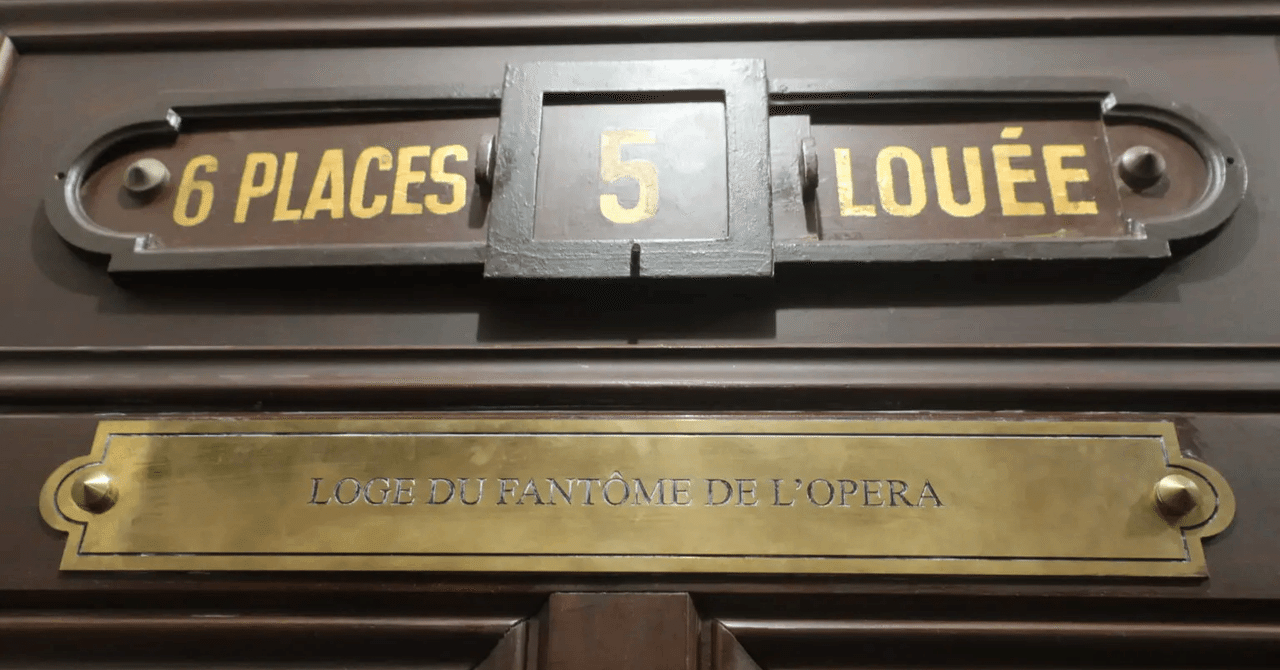 6 PLACES 5 LOUÉE
LOGE DU FANTÔME DE L'OPERA